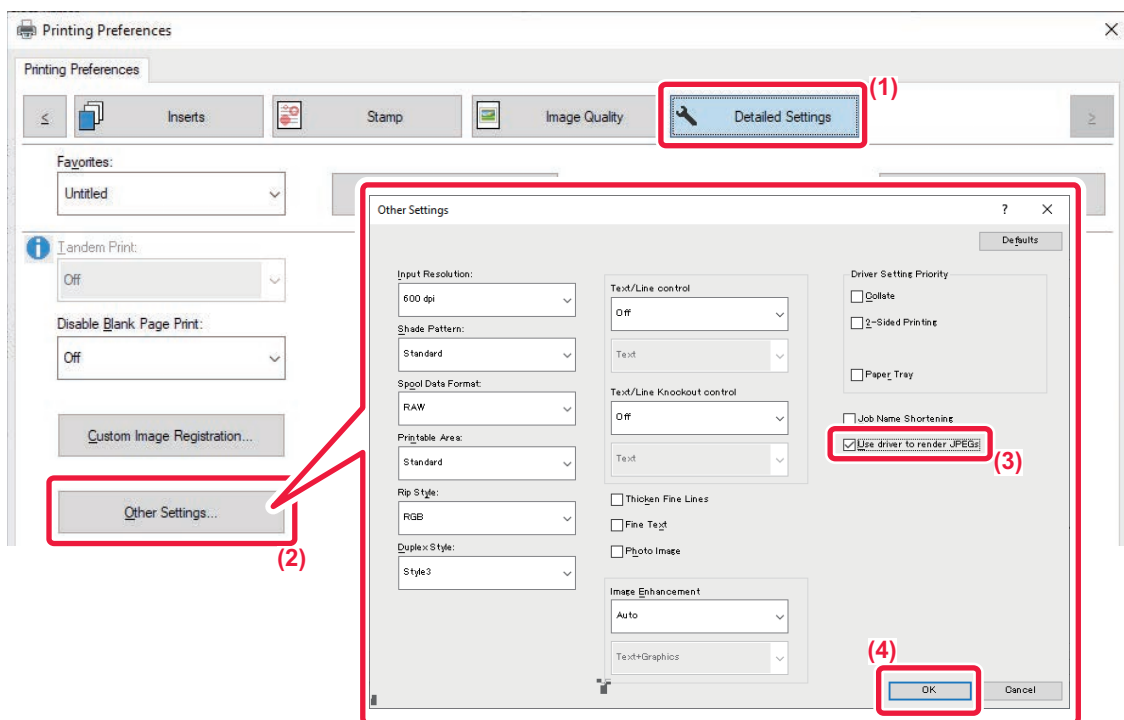 Printing Preferences
Printing Preferences
(1)
<
Inserts
Stamp
Image Quality
Detailed Settings
>
Favorites:
Untitled
Tandem Print:
Off
Disable Blank Page Print:
Off
Custom Image Registration...
Other Settings...
(2)
Other Settings
?
Defaults
Input Resolution:
600 dpi
Shade Pattern:
Standard
Spool Data Format:
RAW
Printable Area:
Standard
Rip Style:
RGB
Duplex Style:
Style3
Text/Line control
Off
Text
Text/Line Knockout control
Off
Text
Thicken Fine Lines
Fine Text
Photo Image
Image Enhancement
Auto
Text+Graphics
Driver Setting Priority
Collate
2-Sided Printing
Paper Tray
Job Name Shortening
Use driver to render JPEGs
(3)
(4)
OK
Cancel